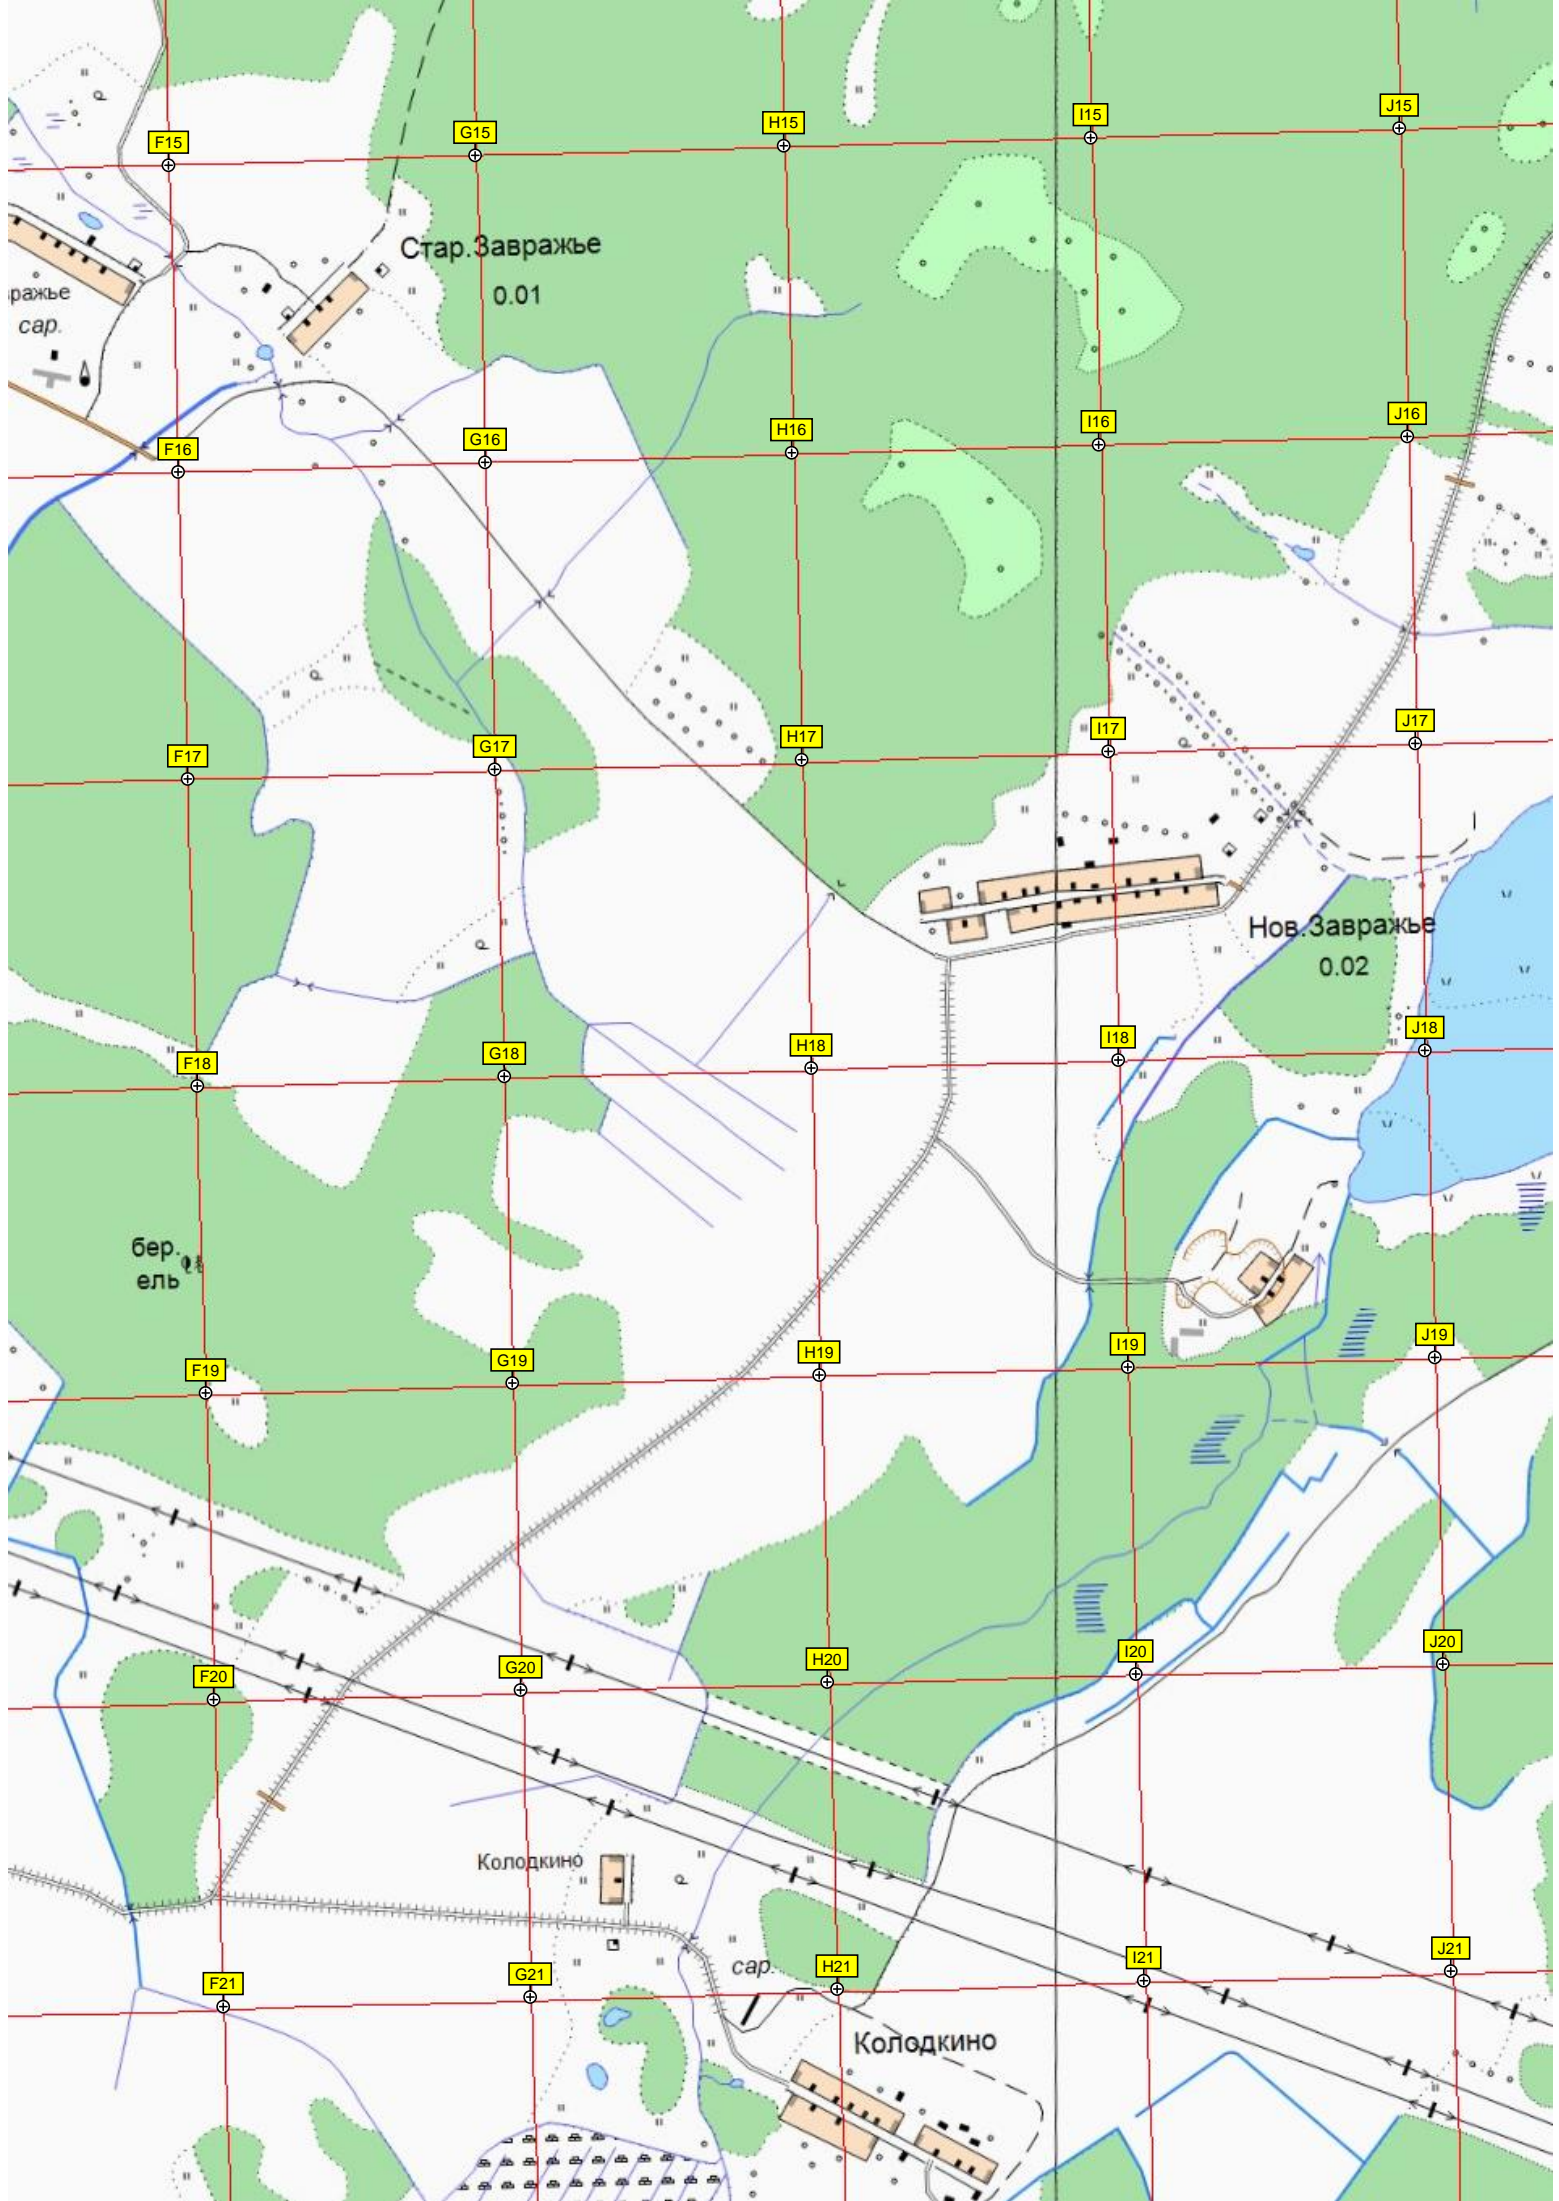 J15
I15
H15
G15
F15
Стар.Завражье
0.01
ражье
сар.
J16
I16
H16
G16
F16
J17
I17
H17
G17
F17
Нов.Завражье
0.02
J18
I18
H18
G18
F18
бер.
ель
J19
I19
H19
G19
F19
J20
I20
H20
G20
F20
Колодкино
J21
I21
сар.
H21
G21
F21
Колодкино